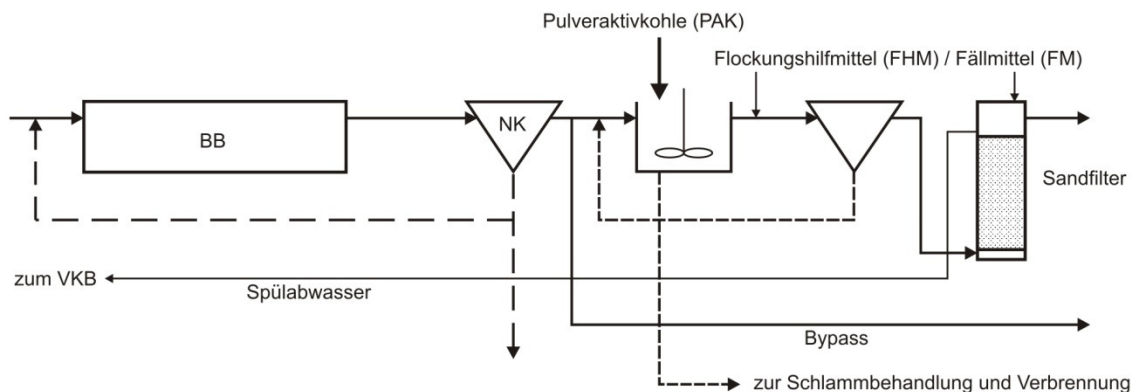 Pulveraktivkohle (PAK)
Flockungshilfmittel (FHM) / Fällmittel (FM)
BB
NK
Sandfilter
zum VKB
Spülabwasser
Bypass
zur Schlammbehandlung und Verbrennung